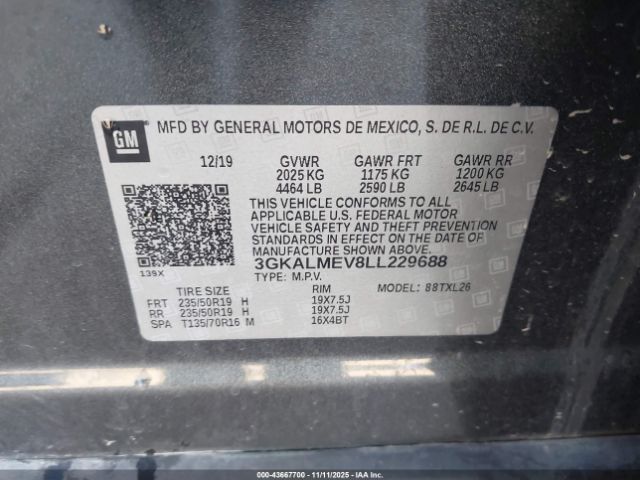 GM
MFD BY GENERAL MOTORS DE MEXICO, S. DE R.L. DE C.V.
12/19 GVWR GAWR FRT GAWR RR
2025 KG 1175 KG 1200 KG
4464 LB 2590 LB 2645 LB
THIS VEHICLE CONFORMS TO ALL
APPLICABLE U.S. FEDERAL MOTOR
VEHICLE SAFETY AND THEFT
PREVENTION STANDARDS IN
EFFECT ON THE DATE OF
MANUFACTURE SHOWN ABOVE.
139X 3GKALMEV8LL229688
TYPE: M.P.V.
TIRE SIZE RIM MODEL: 88TXL26
FRT 235/50R19 H 19X7.5J
RR 235/50R19 H 19X7.5J
SPA T135/70R16 M 16X4BT
000-43667700 - 11/11/2025 - IAAI.COM